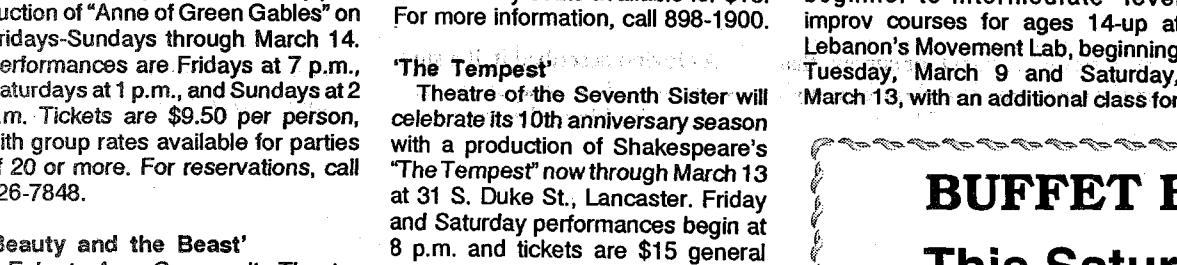 uction of "Anne of Green Gables" on
ridays-Sundays through March 14.
erformances are Fridays at 7 p.m.,
aturdays at 1 p.m., and Sundays at 2
.m. Tickets are $9.50 per person,
ith group rates available for parties
f 20 or more. For reservations, call
26-7848.
Beauty and the Beast'
For more information, call 898-1900.
'The Tempest'
Theatre of the Seventh Sister will
celebrate its 10th anniversary season
with a production of Shakespeare's
"The Tempest" now through March 13
at 31 S. Duke St., Lancaster. Friday
and Saturday performances begin at
8 p.m. and tickets are $15 general
improv courses for ages 14-up at
Lebanon's Movement Lab, beginning
Tuesday, March 9 and Saturday,
March 13, with an additional class for
BUFFET
This Satur